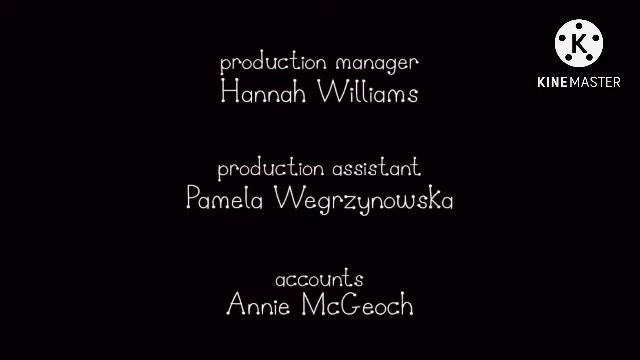 production manager
Hannah Williams
K
KINEMASTER
production assistant
Pamela Wegrzynowska
accounts
Annie McGeoch